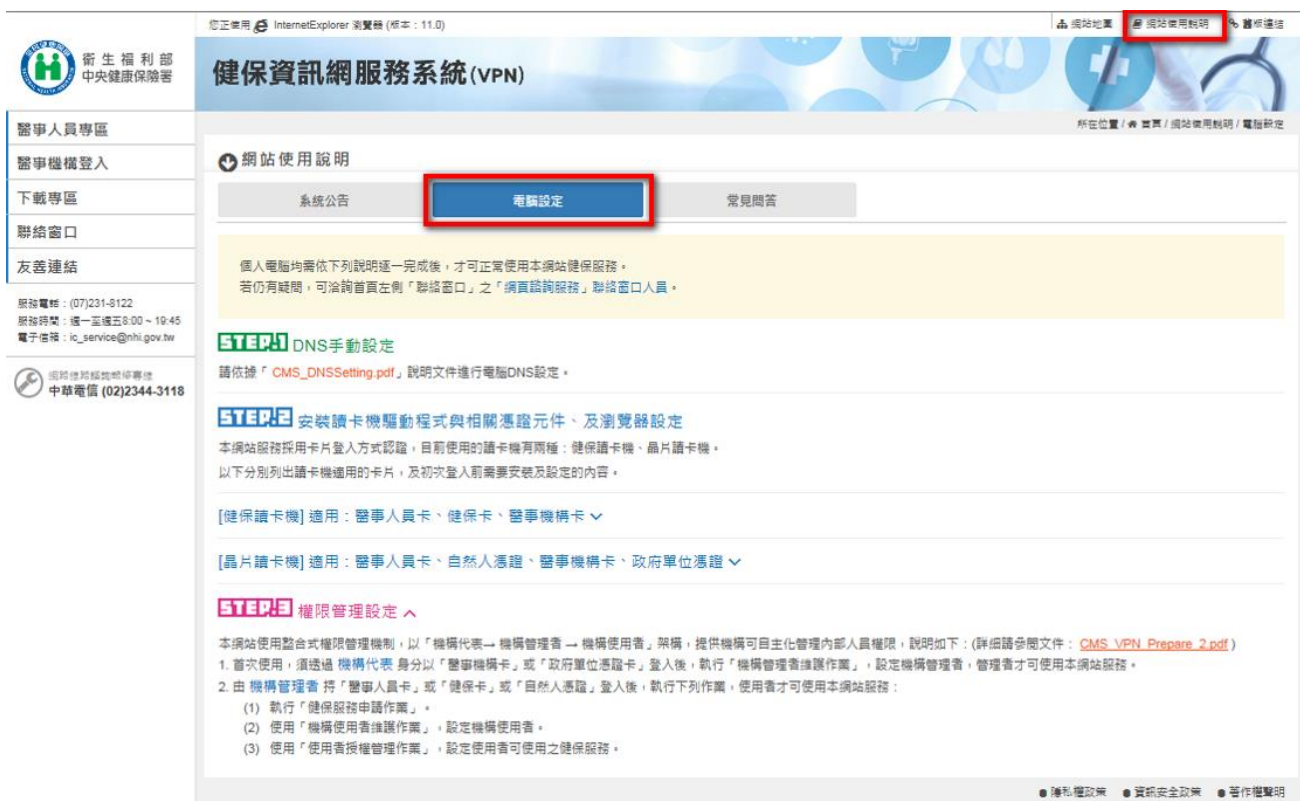 您正使用 InternetExplorer 瀏覽器 (版本：11.0)
網站地圖 網站使用說明 舊版連結
衛生福利部
中央健康保險署
健保資訊網服務系統(VPN)
所在位置 / 首頁 / 網站使用說明 / 電腦設定
醫事人員專區
醫事機構登入
下載專區
聯絡窗口
友善連結
服務電話：(07)231-8122
服務時間：週一至週五8:00 ~ 19:45
電子信箱：ic_service@nhi.gov.tw
中華電信 (02)2344-3118
網站使用說明
系統公告 電腦設定 常見問答
個人電腦均需依下列說明逐一完成後，才可正常使用本網站健保服務。
若仍有疑問，可洽詢首頁左側「聯絡窗口」之「網頁諮詢服務」聯絡窗口人員。
STEP.1 DNS手動設定
請依據「 CMS_DNSSetting.pdf」說明文件進行電腦DNS設定。
STEP.2 安裝讀卡機驅動程式與相關憑證元件、及瀏覽器設定
本網站服務採用卡片登入方式認證，目前使用的讀卡機有兩種：健保讀卡機、晶片讀卡機。
以下分別列出讀卡機適用的卡片，及初次登入前需要安裝及設定的內容。
[健保讀卡機] 適用：醫事人員卡、健保卡、醫事機構卡
[晶片讀卡機] 適用：醫事人員卡、自然人憑證、醫事機構卡、政府單位憑證
STEP.3 權限管理設定
本網站使用整合式權限管理機制，以「機構代表→ 機構管理者 → 機構使用者」架構，提供機構可自主化管理內部人員權限，說明如下：(詳細請參閱文件： CMS_VPN_Prepare_2.pdf )
1. 首次使用，須透過 機構代表 身分以「醫事機構卡」或「政府單位憑證卡」登入後，執行「機構管理者維護作業」，設定機構管理者，管理者才可使用本網站服務。
2. 由 機構管理者 持「醫事人員卡」或「健保卡」或「自然人憑證」登入後，執行下列作業，使用者才可使用本網站服務：
(1) 執行「健保服務申請作業」。
(2) 使用「機構使用者維護作業」，設定機構使用者。
(3) 使用「使用者授權管理作業」，設定使用者可使用之健保服務。
隱私權政策 資訊安全政策 著作權聲明